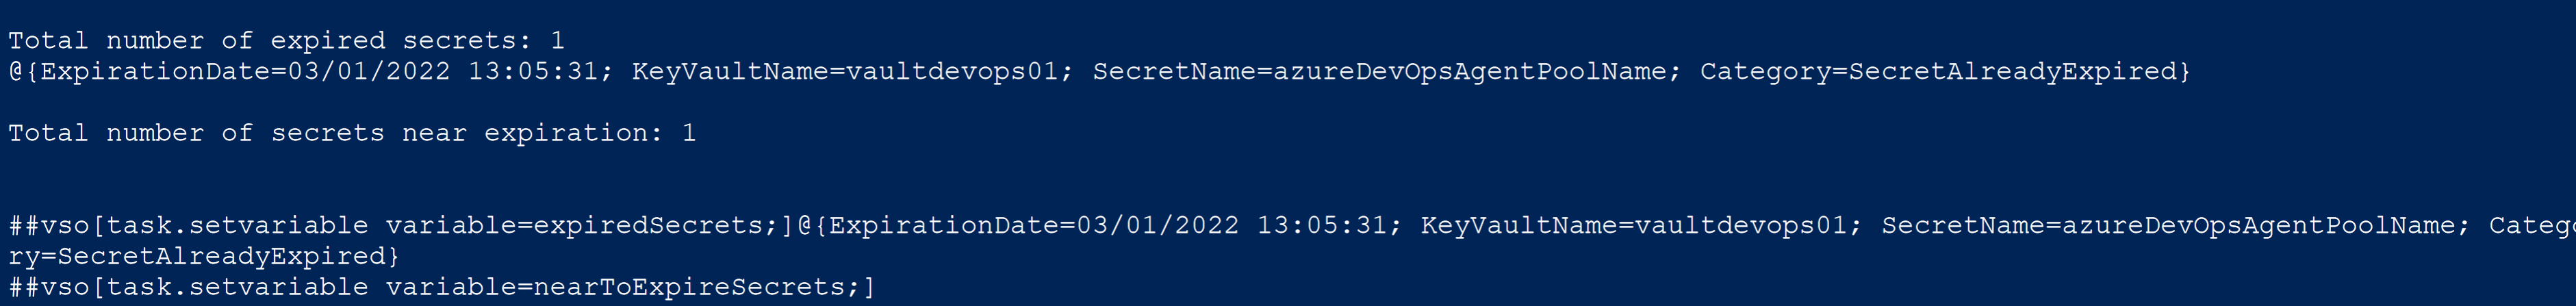 Total number of expired secrets: 1
@{ExpirationDate=03/01/2022 13:05:31; KeyVaultName=vaultdevops01; SecretName=azureDevOpsAgentPoolName; Category=SecretAlreadyExpired}
Total number of secrets near expiration: 1
##vso[task.setvariable variable=expiredSecrets;]@{ExpirationDate=03/01/2022 13:05:31; KeyVaultName=vaultdevops01; SecretName=azureDevOpsAgentPoolName; Catego
ry=SecretAlreadyExpired}
##vso[task.setvariable variable=nearToExpireSecrets;]